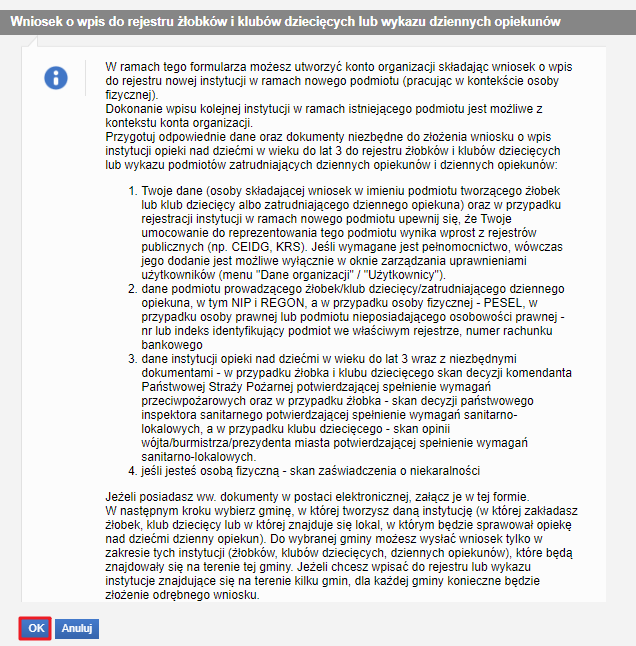 Wniosek o wpis do rejestru żłobków i klubów dziecięcych lub wykazu dziennych opiekunów
W ramach tego formularza możesz utworzyć konto organizacji składając wniosek o wpis
do rejestru nowej instytucji w ramach nowego podmiotu (pracując w kontekście osoby
fizycznej).
Dokonanie wpisu kolejnej instytucji w ramach istniejącego podmiotu jest możliwe z
kontekstu konta organizacji.
Przygotuj odpowiednie dane oraz dokumenty niezbędne do złożenia wniosku o wpis
instytucji opieki nad dziećmi w wieku do lat 3 do rejestru żłobków i klubów dziecięcych
lub wykazu podmiotów zatrudniających dziennych opiekunów i dziennych opiekunów:
1. Twoje dane (osoby składającej wniosek w imieniu podmiotu tworzącego żłobek
lub klub dziecięcy albo zatrudniającego dziennego opiekuna) oraz w przypadku
rejestracji instytucji w ramach nowego podmiotu upewnij się, że Twoje
umocowanie do reprezentowania tego podmiotu wynika wprost z rejestrów
publicznych (np. CEIDG, KRS). Jeśli wymagane jest pełnomocnictwo, wówczas
jego dodanie jest możliwe wyłącznie w oknie zarządzania uprawnieniami
użytkowników (menu "Dane organizacji" / "Użytkownicy").
2. dane podmiotu prowadzącego żłobek/klub dziecięcy/zatrudniającego dziennego
opiekuna, w tym NIP i REGON, a w przypadku osoby fizycznej - PESEL, w
przypadku osoby prawnej lub podmiotu nieposiadającego osobowości prawnej -
nr lub indeks identyfikujący podmiot we właściwym rejestrze, numer rachunku
bankowego
3. dane instytucji opieki nad dziećmi w wieku do lat 3 wraz z niezbędnymi
dokumentami - w przypadku żłobka i klubu dziecięcego skan decyzji komendanta
Państwowej Straży Pożarnej potwierdzającej spełnienie wymagań
przeciwpożarowych oraz w przypadku żłobka - skan decyzji państwowego
inspektora sanitarnego potwierdzającej spełnienie wymagań sanitarno-
lokalowych, a w przypadku klubu dziecięcego - skan opinii
wójta/burmistrza/prezydenta miasta potwierdzającej spełnienie wymagań
sanitarno-lokalowych.
4. jeśli jesteś osobą fizyczną - skan zaświadczenia o niekaralności
Jeżeli posiadasz ww. dokumenty w postaci elektronicznej, załącz je w tej formie.
W następnym kroku wybierz gminę, w której tworzysz daną instytucję (w której zakładasz
żłobek, klub dziecięcy lub w której znajduje się lokal, w którym będzie sprawował opiekę
nad dziećmi dzienny opiekun). Do wybranej gminy możesz wysłać wniosek tylko w
zakresie tych instytucji (żłobków, klubów dziecięcych, dziennych opiekunów), które będą
znajdowały się na terenie tej gminy. Jeżeli chcesz wpisać do rejestru lub wykazu
instytucje znajdujące się na terenie kilku gmin, dla każdej gminy konieczne będzie
złożenie odrębnego wniosku.
OK Anuluj